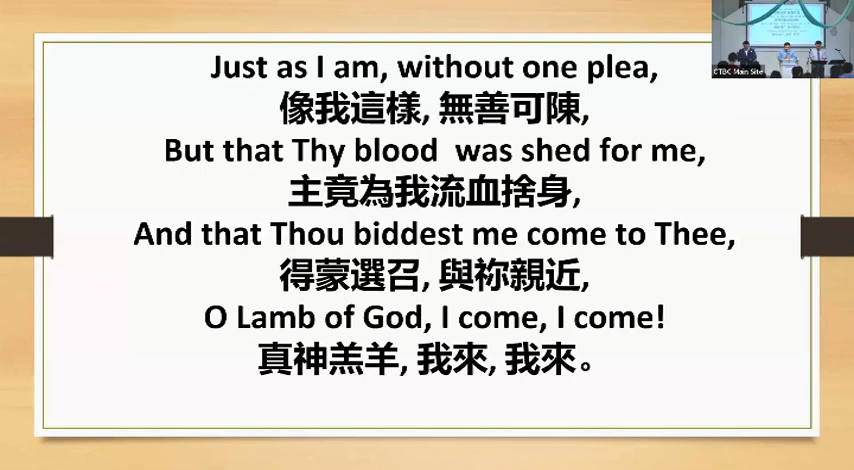 Just as I am, without one plea,
像我這樣, 無善可陳,
But that Thy blood  was shed for me,
主竟為我流血捨身,
And that Thou biddest me come to Thee,
得蒙選召, 與祢親近,
O Lamb of God, I come, I come!
真神羔羊, 我來, 我來。
CTBC Main Site